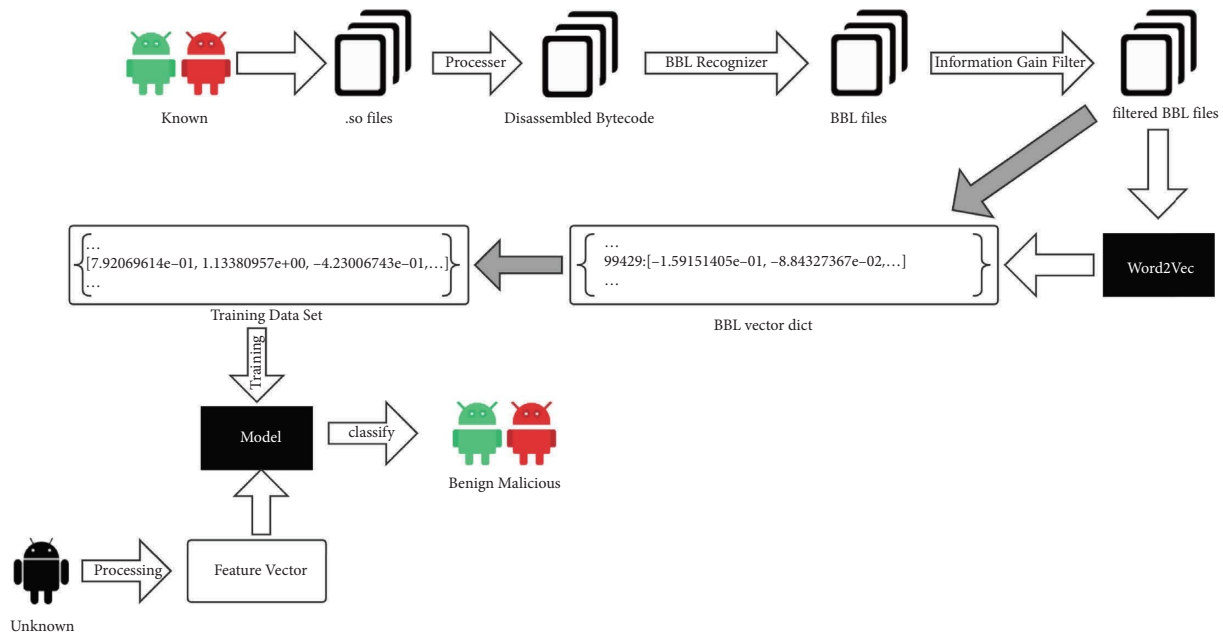 Processer
BBL Recognizer
Information Gain Filter
Known
.so files
Disassembled Bytecode
BBL files
filtered BBL files
...
[7.92069614e−01, 1.13380957e+00, −4.23006743e−01,...]
...
Training Data Set
...
99429:[−1.59151405e−01, −8.84327367e−02,...]
...
BBL vector dict
Word2Vec
Training
Model
classify
Benign Malicious
Processing
Feature Vector
Unknown